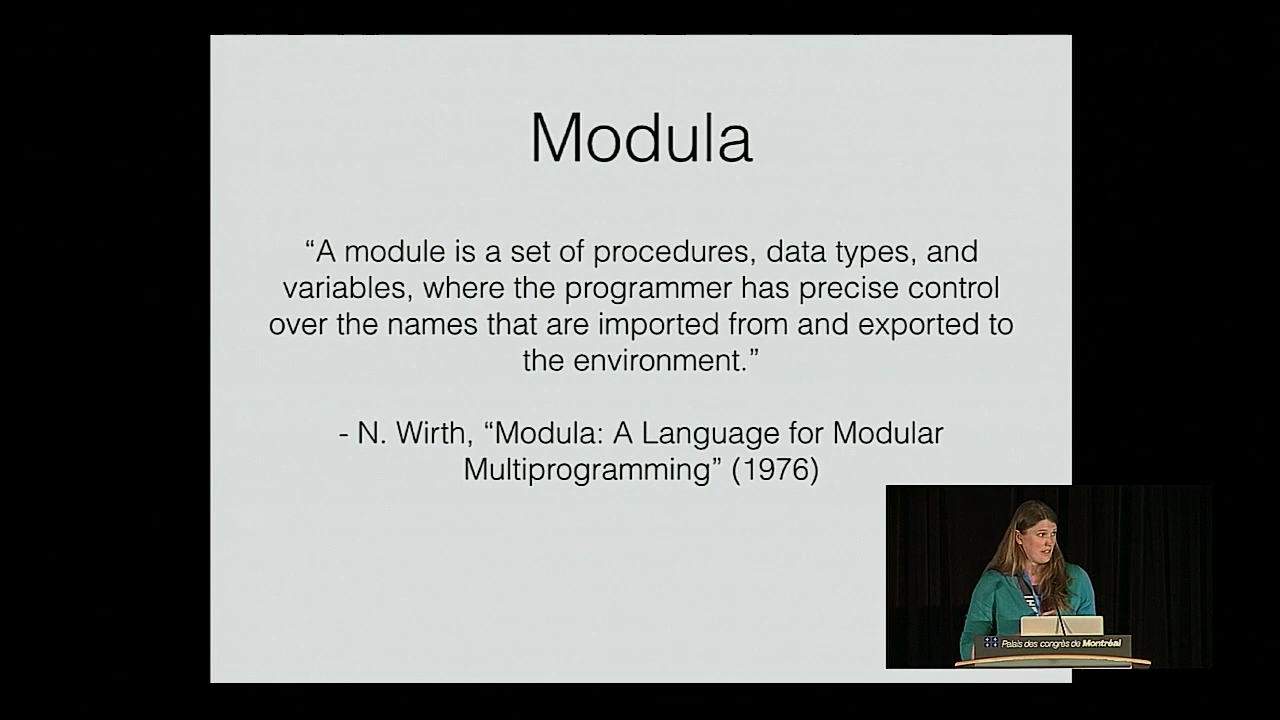 Modula
“A module is a set of procedures, data types, and
variables, where the programmer has precise control
over the names that are imported from and exported to
the environment.”
- N. Wirth, “Modula: A Language for Modular
Multiprogramming” (1976)
Palais des congrès de Montréal